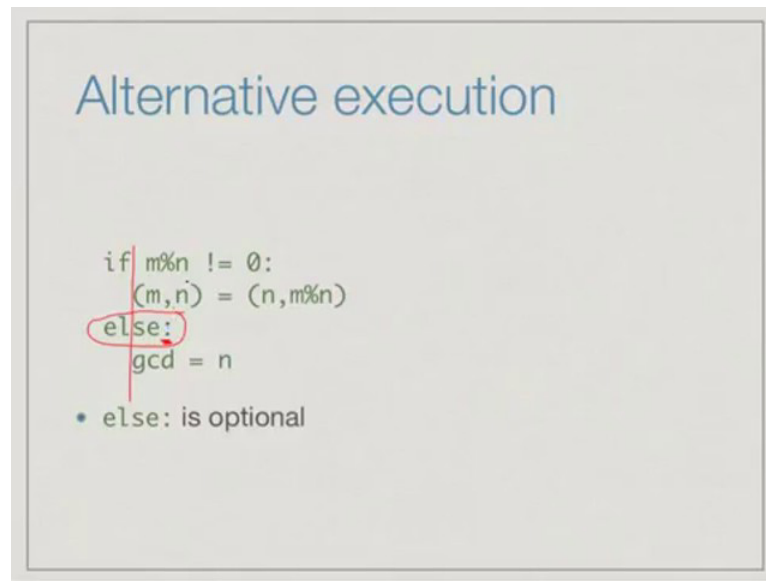 Alternative execution
if m%n != 0:
(m,n) = (n,m%n)
else:
gcd = n
• else: is optional